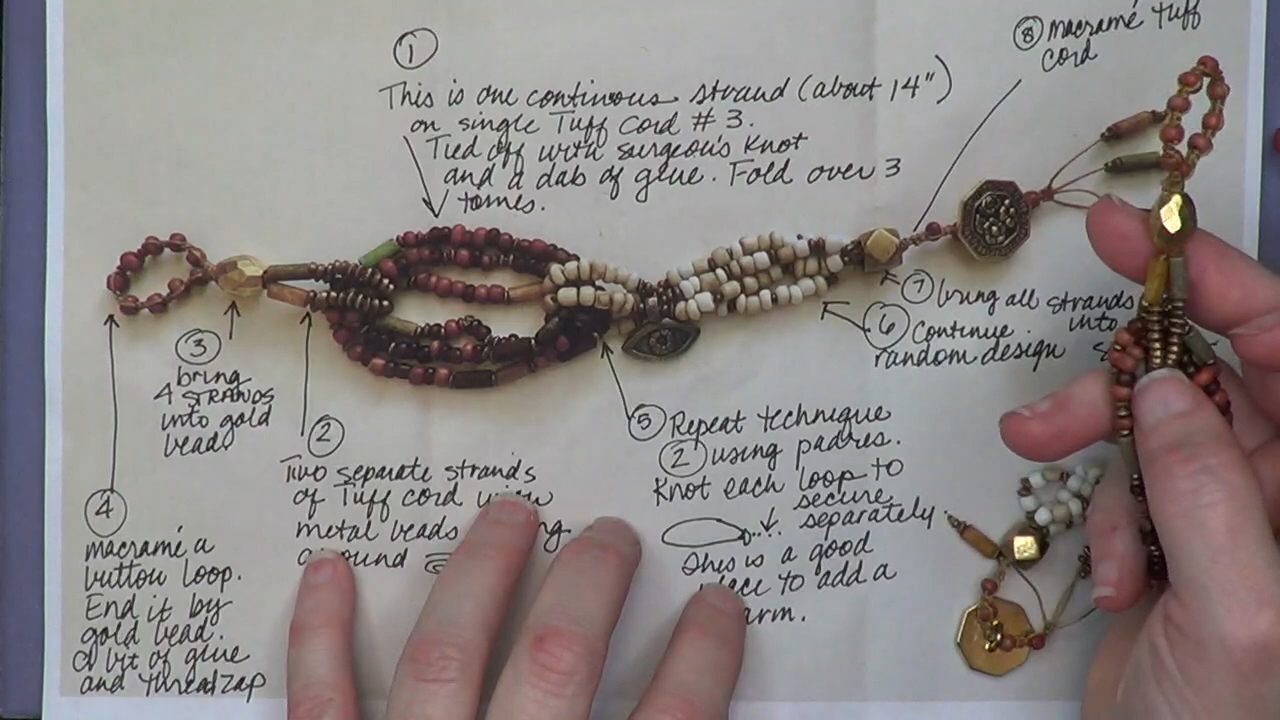 ①
This is one continuous strand (about 14")
on single Tuff Cord #3.
Tied off with surgeon's knot
and a dab of glue. Fold over 3
tomes.
⑧ macramé tuff
cord
③
bring
4 STRANDS
into gold
bead.
②
Two separate strands
of Tuff cord
metal beads
④
macramé a
button loop.
End it by
gold bead.
a bit of glue
and threadzap
⑤ Repeat technique
② using padres.
Knot each loop to
secure
separately.
This is a good
to add a
⑦ bring all strands
into
⑥ Continue
random design